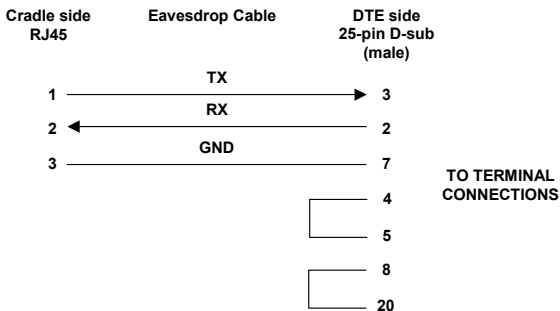 Cradle side Eavesdrop Cable DTE side
RJ45 25-pin D-sub
(male)
TX
1 3
RX
2 2
GND
3 7
TO TERMINAL
CONNECTIONS
4
5
8
20